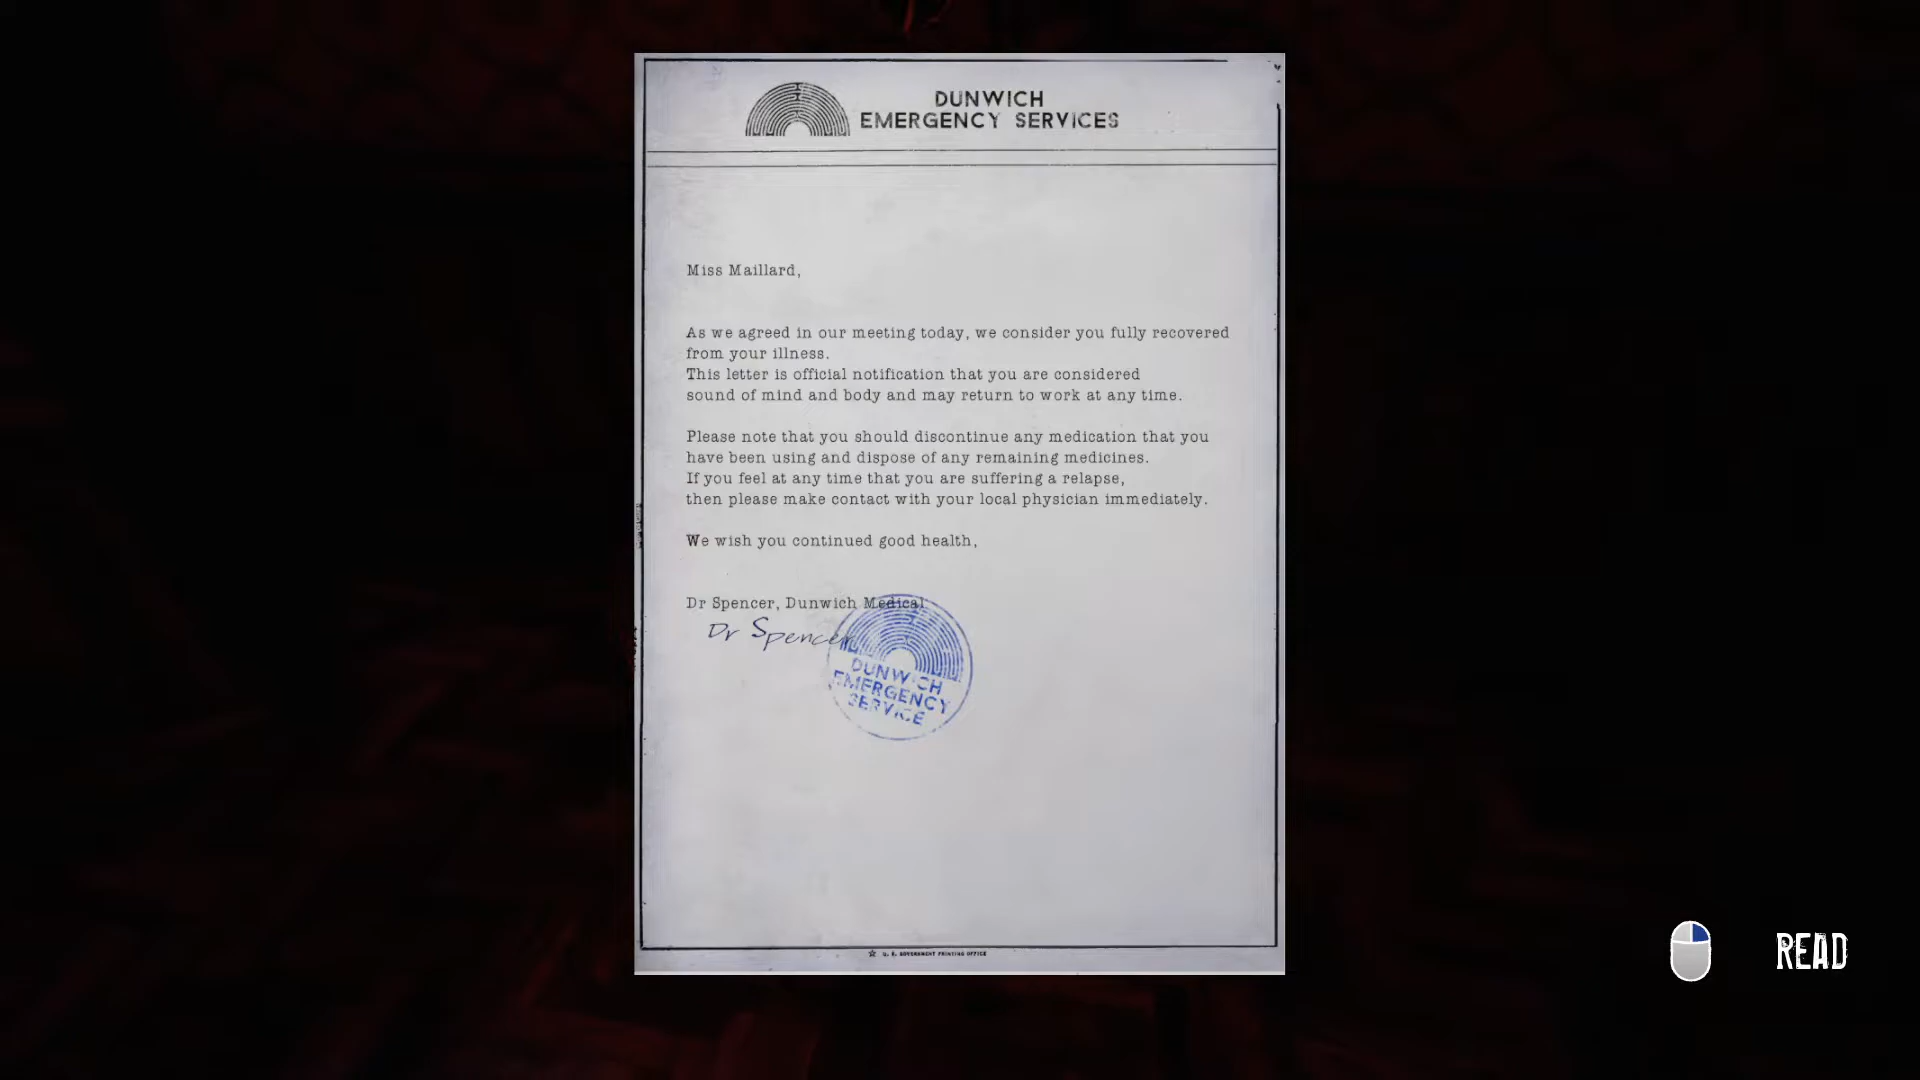 DUNWICH
EMERGENCY SERVICES
Miss Maillard,
As we agreed in our meeting today, we consider you fully recovered
from your illness.
This letter is official notification that you are considered
sound of mind and body and may return to work at any time.
Please note that you should discontinue any medication that you
have been using and dispose of any remaining medicines.
If you feel at any time that you are suffering a relapse,
then please make contact with your local physician immediately.
We wish you continued good health,
Dr Spencer, Dunwich Medical
Dr Spencer
DUNWICH
EMERGENCY
SERVICE
U. S. GOVERNMENT PRINTING OFFICE
READ